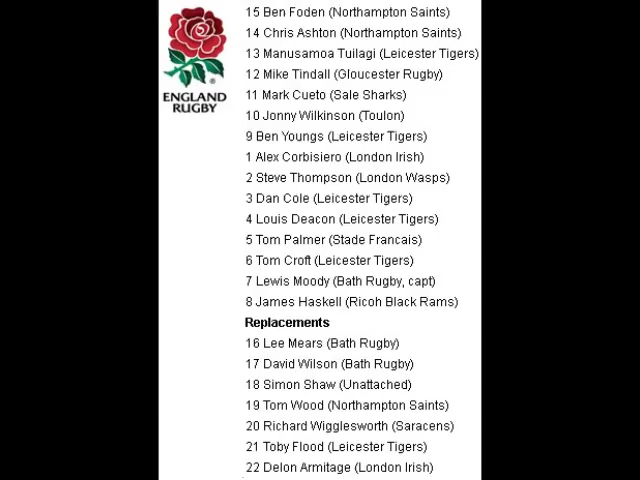 ENGLAND
RUGBY
15 Ben Foden (Northampton Saints)
14 Chris Ashton (Northampton Saints)
13 Manusamoa Tuilagi (Leicester Tigers)
12 Mike Tindall (Gloucester Rugby)
11 Mark Cueto (Sale Sharks)
10 Jonny Wilkinson (Toulon)
9 Ben Youngs (Leicester Tigers)
1 Alex Corbisiero (London Irish)
2 Steve Thompson (London Wasps)
3 Dan Cole (Leicester Tigers)
4 Louis Deacon (Leicester Tigers)
5 Tom Palmer (Stade Francais)
6 Tom Croft (Leicester Tigers)
7 Lewis Moody (Bath Rugby, capt)
8 James Haskell (Ricoh Black Rams)
Replacements
16 Lee Mears (Bath Rugby)
17 David Wilson (Bath Rugby)
18 Simon Shaw (Unattached)
19 Tom Wood (Northampton Saints)
20 Richard Wigglesworth (Saracens)
21 Toby Flood (Leicester Tigers)
22 Delon Armitage (London Irish)